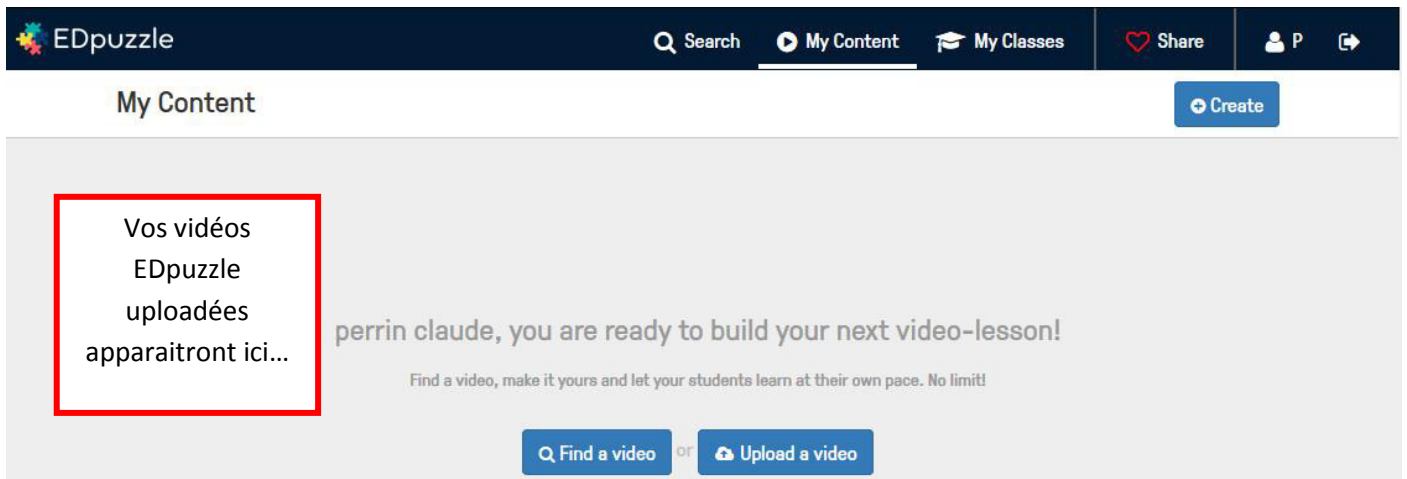 EDpuzzle Search My Content My Classes Share P
My Content Create
Vos vidéos
EDpuzzle
uploadées
apparaitront ici...
perrin claude, you are ready to build your next video-lesson!
Find a video, make it yours and let your students learn at their own pace. No limit!
Find a video or Upload a video